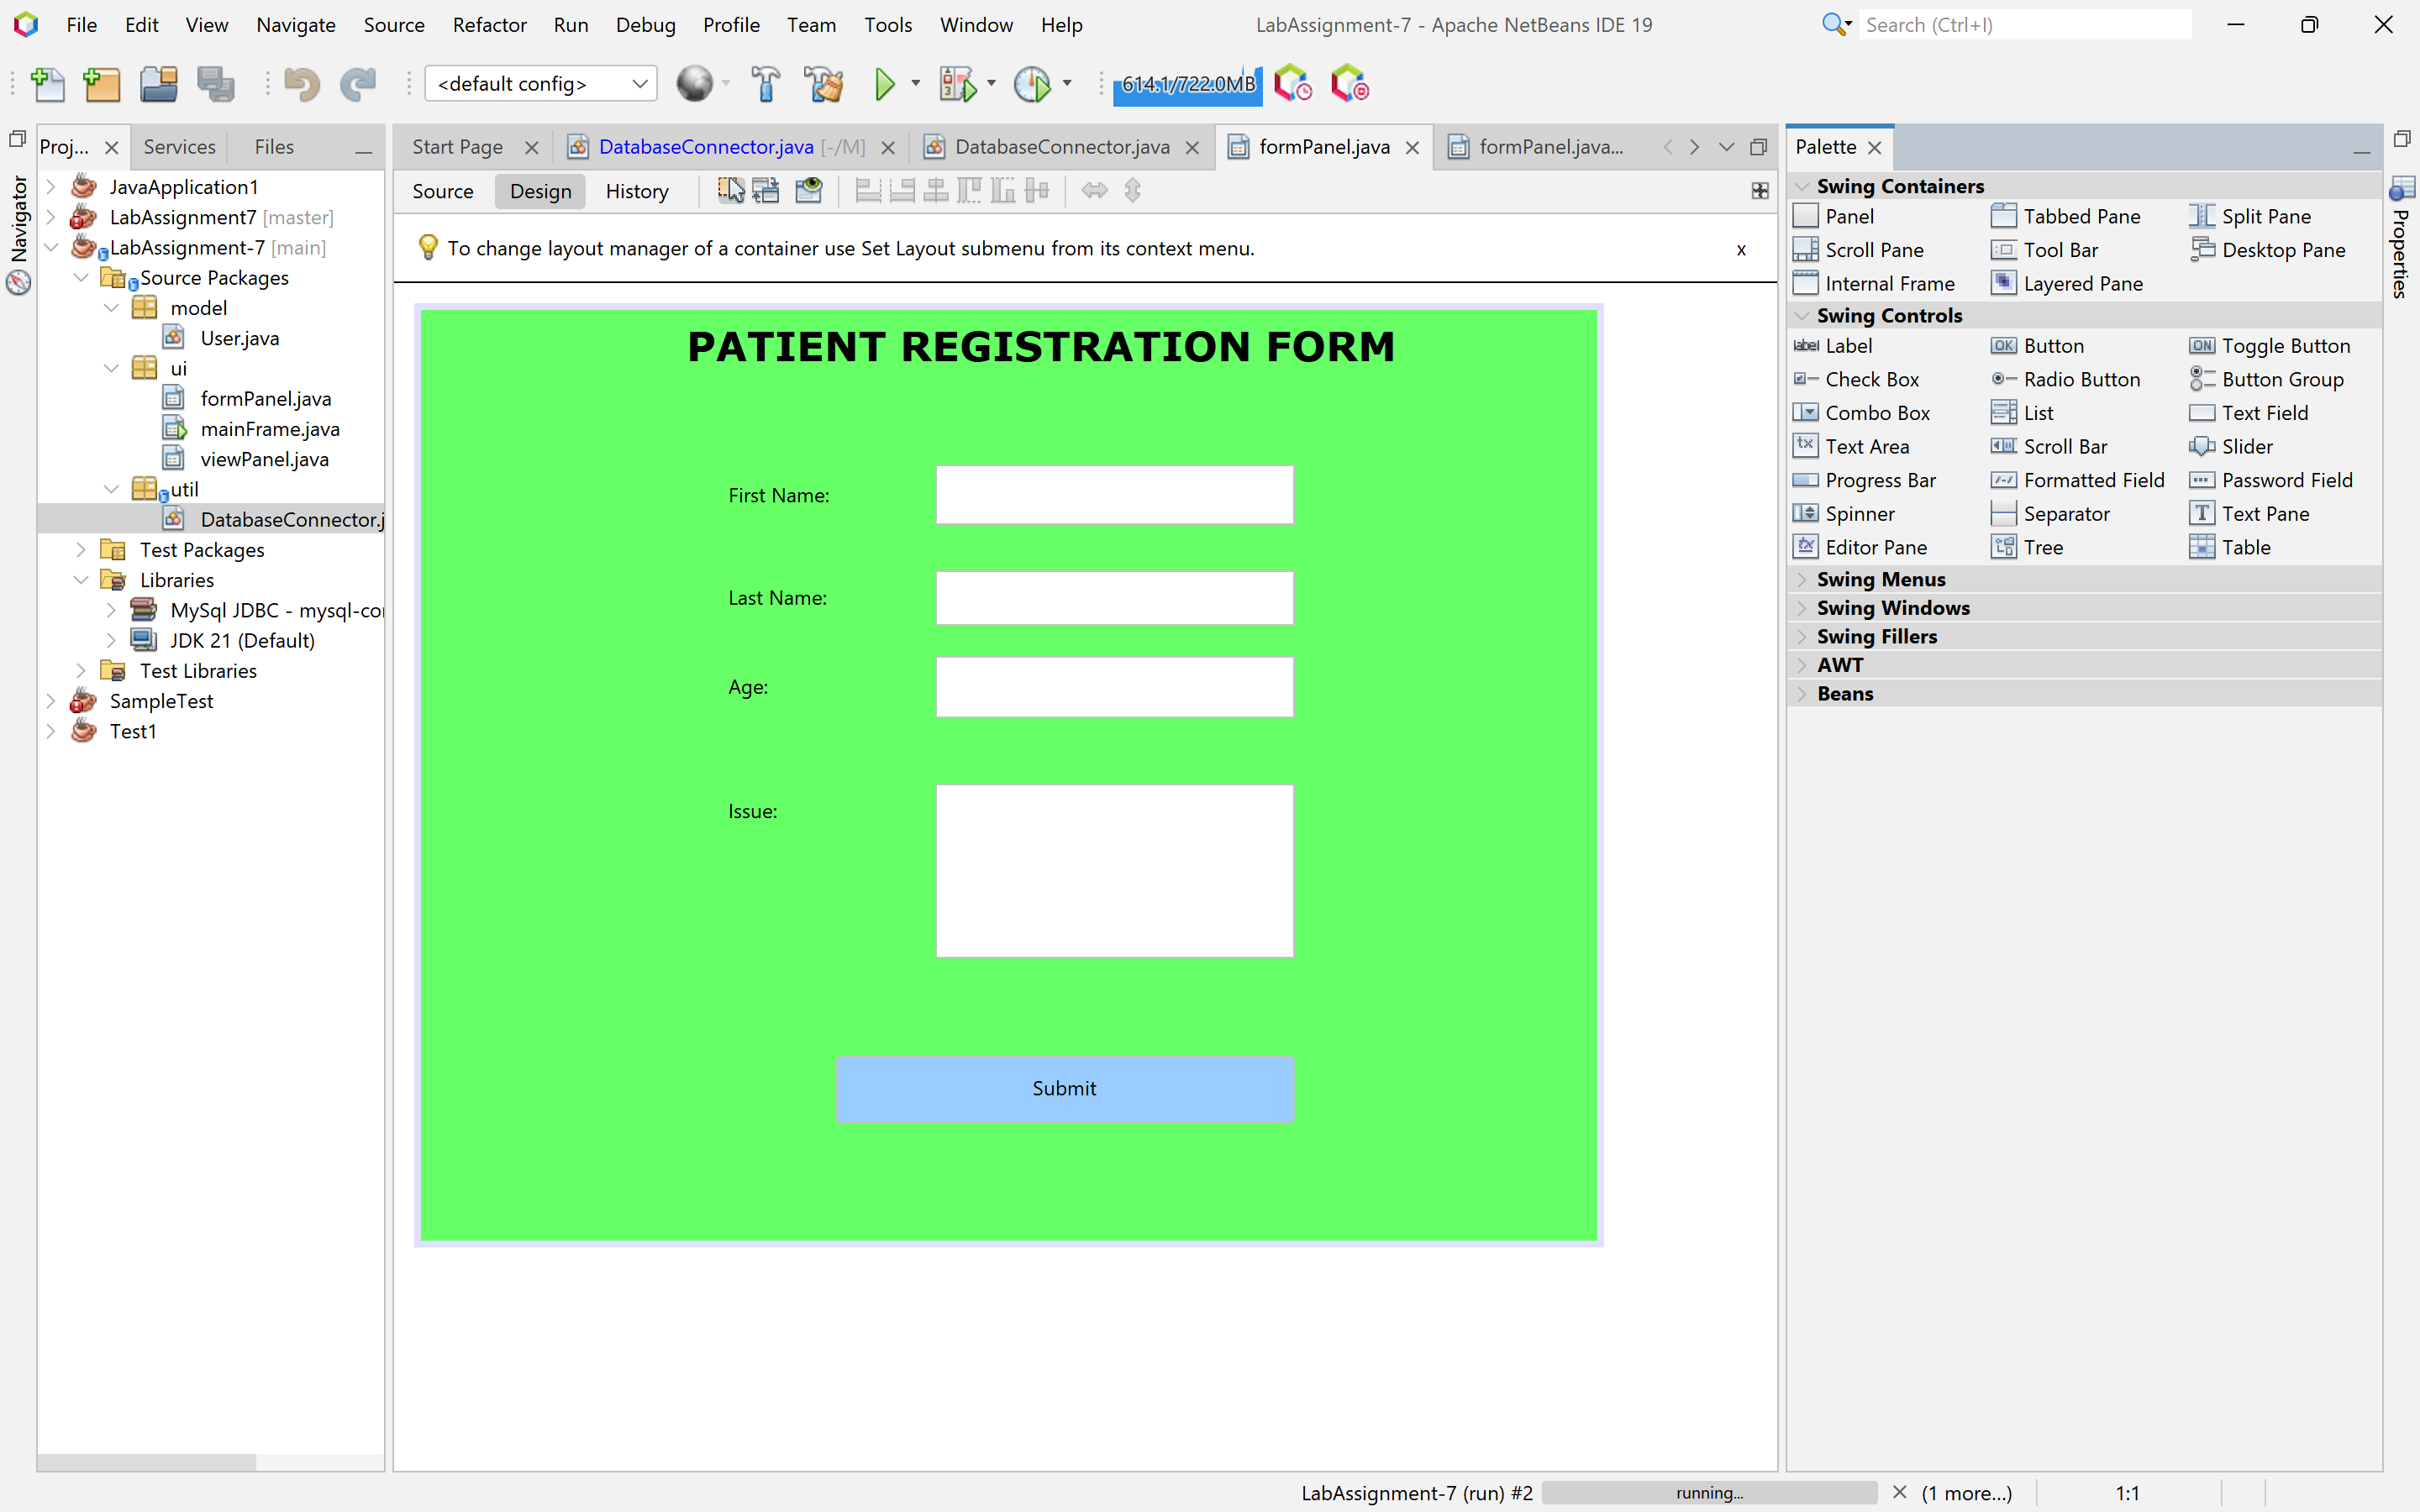 File Edit View Navigate Source Refactor Run Debug Profile Team Tools Window Help
LabAssignment-7 - Apache NetBeans IDE 19
Search (Ctrl+I)
<default config>
614.1/722.0MB
Navigator
Proj... Services Files
JavaApplication1
LabAssignment7 [master]
LabAssignment-7 [main]
Source Packages
model
User.java
ui
formPanel.java
mainFrame.java
viewPanel.java
util
DatabaseConnector.j
Test Packages
Libraries
MySql JDBC - mysql-co
JDK 21 (Default)
Test Libraries
SampleTest
Test1
Start Page DatabaseConnector.java [-/M] DatabaseConnector.java formPanel.java formPanel.java...
Source Design History
To change layout manager of a container use Set Layout submenu from its context menu. x
PATIENT REGISTRATION FORM
First Name:
Last Name:
Age:
Issue:
Submit
Palette
Swing Containers
Panel Tabbed Pane Split Pane
Scroll Pane Tool Bar Desktop Pane
Internal Frame Layered Pane
Swing Controls
label Label OK Button ON Toggle Button
Check Box Radio Button Button Group
Combo Box List Text Field
Text Area Scroll Bar Slider
Progress Bar Formatted Field Password Field
Spinner Separator Text Pane
Editor Pane Tree Table
Swing Menus
Swing Windows
Swing Fillers
AWT
Beans
Properties
LabAssignment-7 (run) #2 running... (1 more...) 1:1